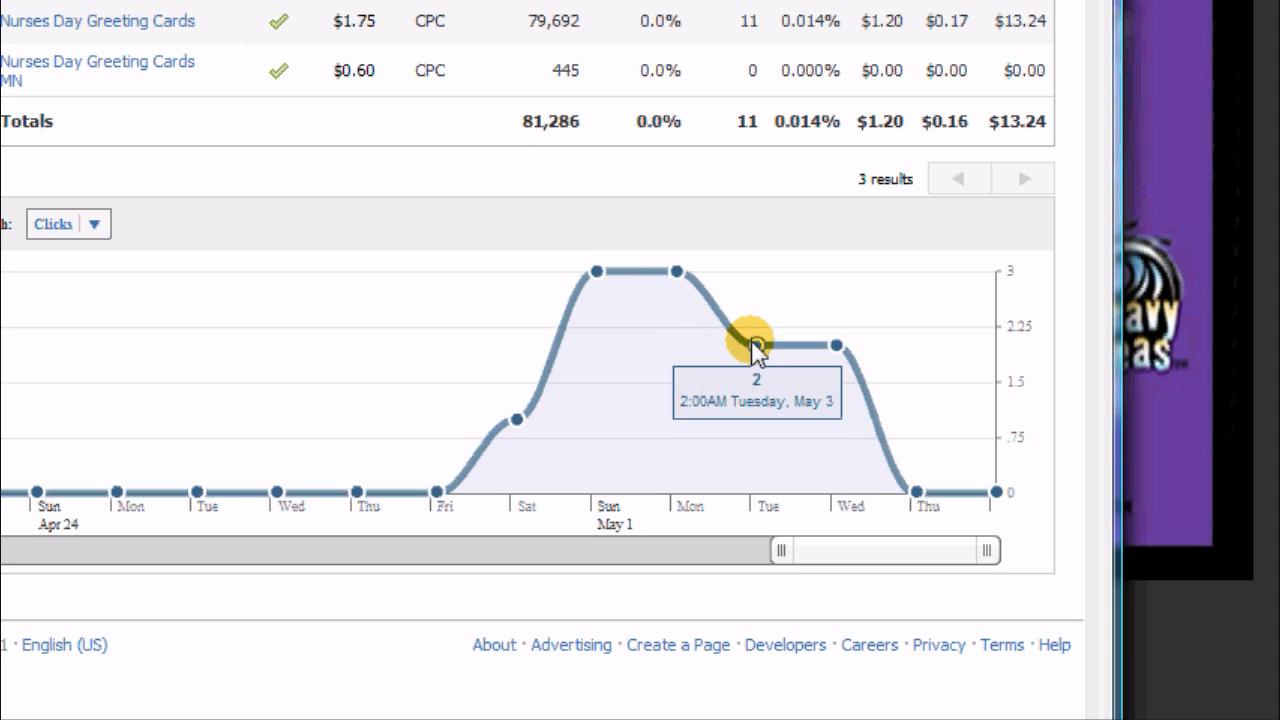 Nurses Day Greeting Cards $1.75 CPC 79,692 0.0% 11 0.014% $1.20 $0.17 $13.24
Nurses Day Greeting Cards
MN $0.60 CPC 445 0.0% 0 0.000% $0.00 $0.00 $0.00
Totals 81,286 0.0% 11 0.014% $1.20 $0.16 $13.24
3 results
h: Clicks
3
2.25
1.5
.75
0
2
2:00AM Tuesday, May 3
Sun Mon Tue Wed Thu Fri Sat Sun Mon Tue Wed Thu
Apr 24 May 1
1 · English (US)
About · Advertising · Create a Page · Developers · Careers · Privacy · Terms · Help
avy
eas